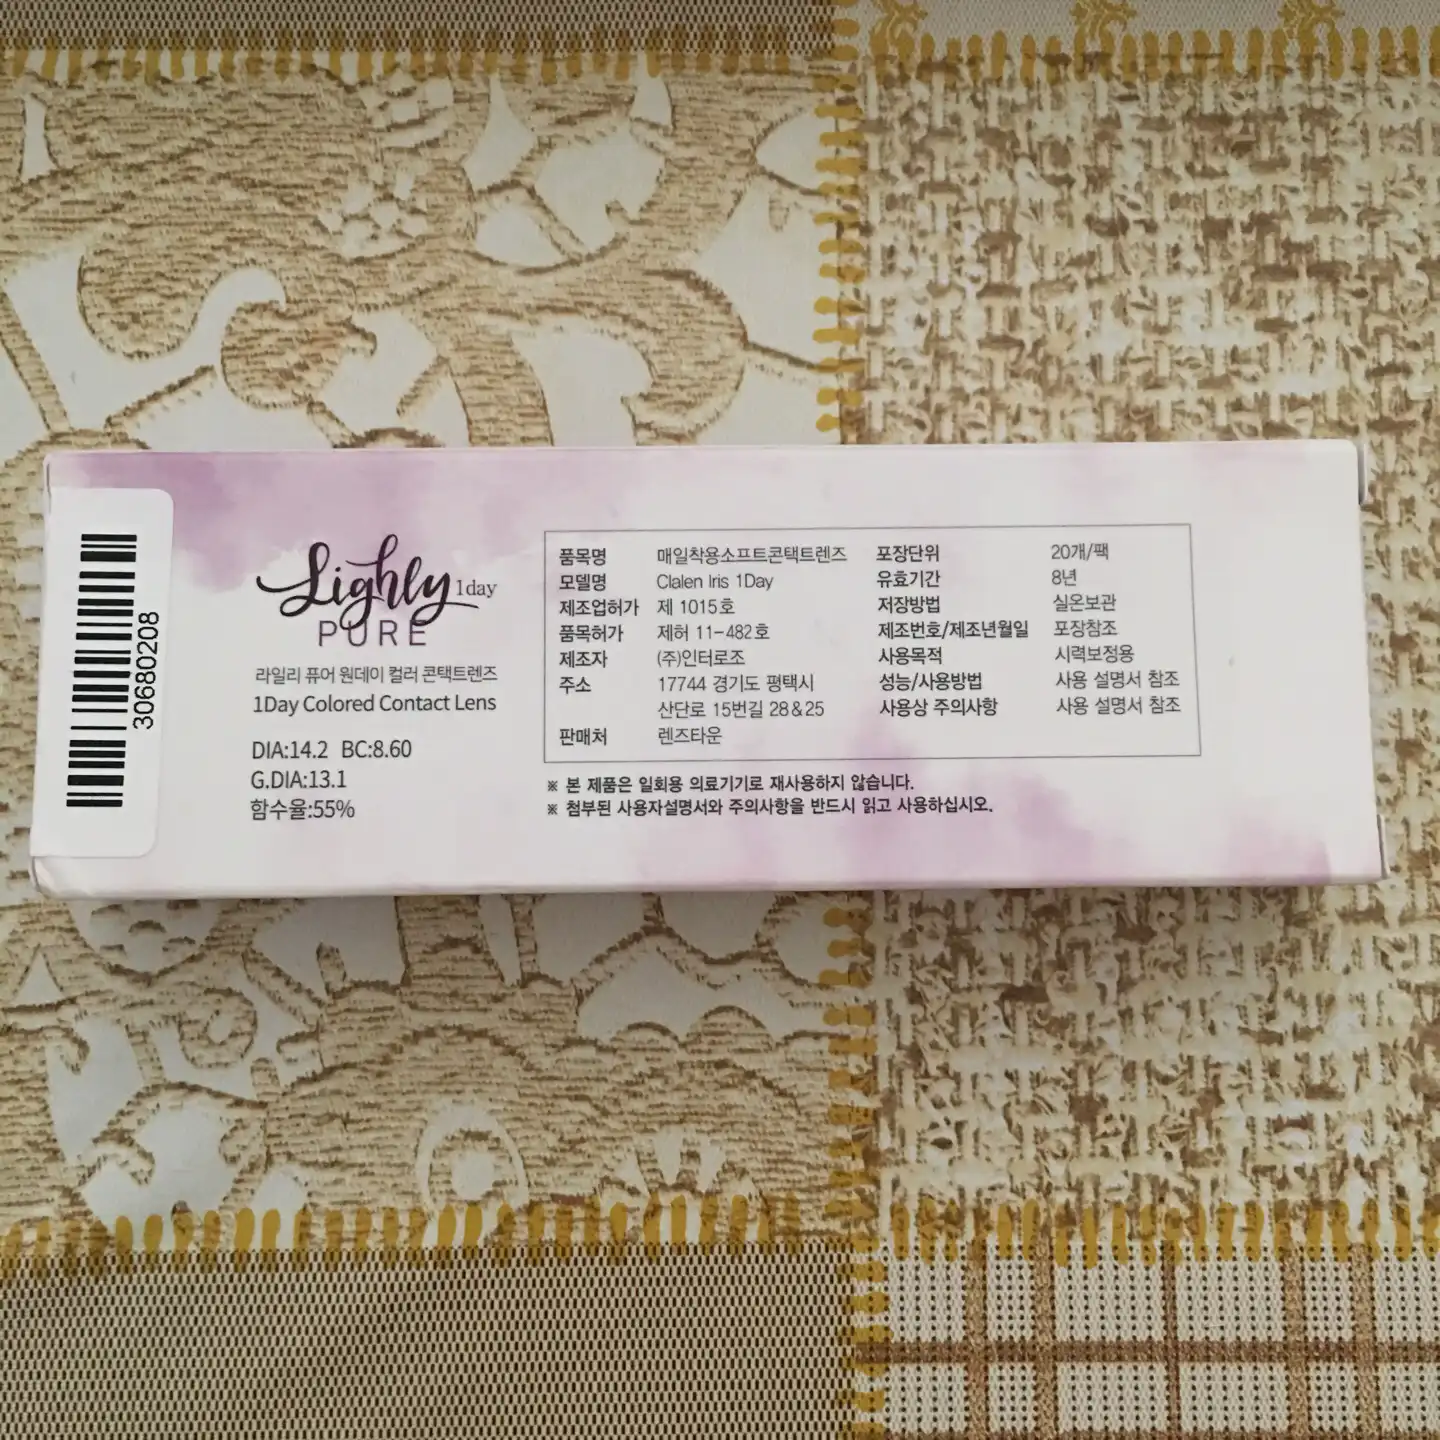 30680208
Lighly 1day
PURE
라일리 퓨어 원데이 컬러 콘택트렌즈
1Day Colored Contact Lens
DIA:14.2 BC:8.60
G.DIA:13.1
함수율:55%
품목명 매일착용소프트콘택트렌즈 포장단위 20개/팩
모델명 Clalen Iris 1Day 유효기간 8년
제조업허가 제 1015호 저장방법 실온보관
품목허가 제허 11-482호 제조번호/제조년월일 포장참조
제조자 (주)인터로조 사용목적 시력보정용
주소 17744 경기도 평택시 성능/사용방법 사용 설명서 참조
산단로 15번길 28&25 사용상 주의사항 사용 설명서 참조
판매처 렌즈타운
※ 본 제품은 일회용 의료기기로 재사용하지 않습니다.
※ 첨부된 사용자설명서와 주의사항을 반드시 읽고 사용하십시오.